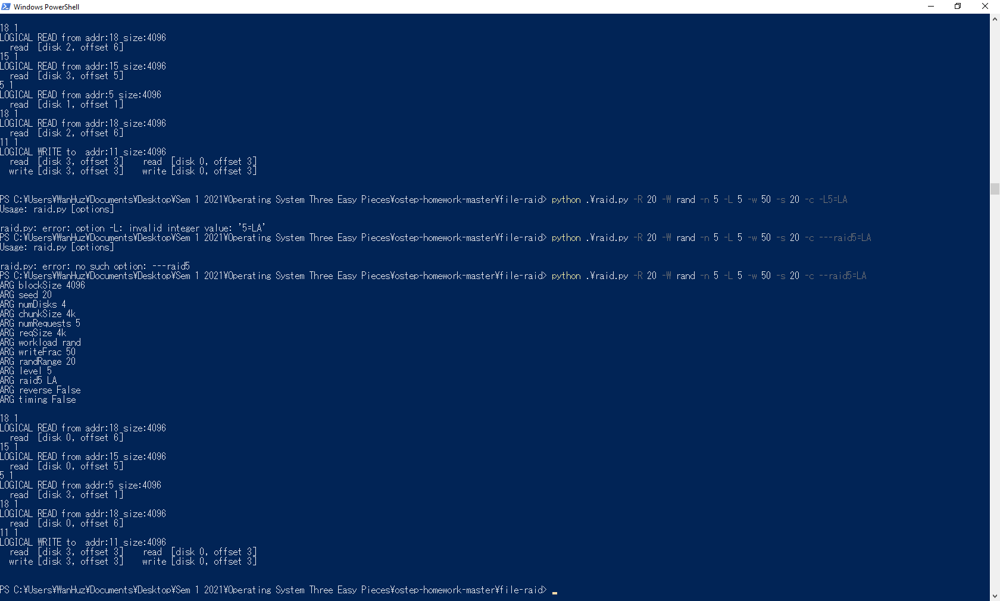 Windows PowerShell
18 1
LOGICAL READ from addr:18 size:4096
  read  [disk 2, offset 6]
15 1
LOGICAL READ from addr:15 size:4096
  read  [disk 3, offset 5]
5 1
LOGICAL READ from addr:5 size:4096
  read  [disk 1, offset 1]
18 1
LOGICAL READ from addr:18 size:4096
  read  [disk 2, offset 6]
11 1
LOGICAL WRITE to  addr:11 size:4096
  read  [disk 3, offset 3]    read  [disk 0, offset 3]
  write [disk 3, offset 3]    write [disk 0, offset 3]
PS C:¥Users¥WanHuz¥Documents¥Desktop¥Sem 1 2021¥Operating System Three Easy Pieces¥ostep-homework-master¥file-raid> python .¥raid.py -R 20 -W rand -n 5 -L 5 -w 50 -s 20 -c -L5=LA
Usage: raid.py [options]
raid.py: error: option -L: invalid integer value: '5=LA'
PS C:¥Users¥WanHuz¥Documents¥Desktop¥Sem 1 2021¥Operating System Three Easy Pieces¥ostep-homework-master¥file-raid> python .¥raid.py -R 20 -W rand -n 5 -L 5 -w 50 -s 20 -c ---raid5=LA
Usage: raid.py [options]
raid.py: error: no such option: ---raid5
PS C:¥Users¥WanHuz¥Documents¥Desktop¥Sem 1 2021¥Operating System Three Easy Pieces¥ostep-homework-master¥file-raid> python .¥raid.py -R 20 -W rand -n 5 -L 5 -w 50 -s 20 -c --raid5=LA
ARG blockSize 4096
ARG seed 20
ARG numDisks 4
ARG chunkSize 4k
ARG numRequests 5
ARG reqSize 4k
ARG workload rand
ARG writeFrac 50
ARG randRange 20
ARG level 5
ARG raid5 LA
ARG reverse False
ARG timing False
18 1
LOGICAL READ from addr:18 size:4096
  read  [disk 0, offset 6]
15 1
LOGICAL READ from addr:15 size:4096
  read  [disk 0, offset 5]
5 1
LOGICAL READ from addr:5 size:4096
  read  [disk 3, offset 1]
18 1
LOGICAL READ from addr:18 size:4096
  read  [disk 0, offset 6]
11 1
LOGICAL WRITE to  addr:11 size:4096
  read  [disk 3, offset 3]    read  [disk 0, offset 3]
  write [disk 3, offset 3]    write [disk 0, offset 3]
PS C:¥Users¥WanHuz¥Documents¥Desktop¥Sem 1 2021¥Operating System Three Easy Pieces¥ostep-homework-master¥file-raid>